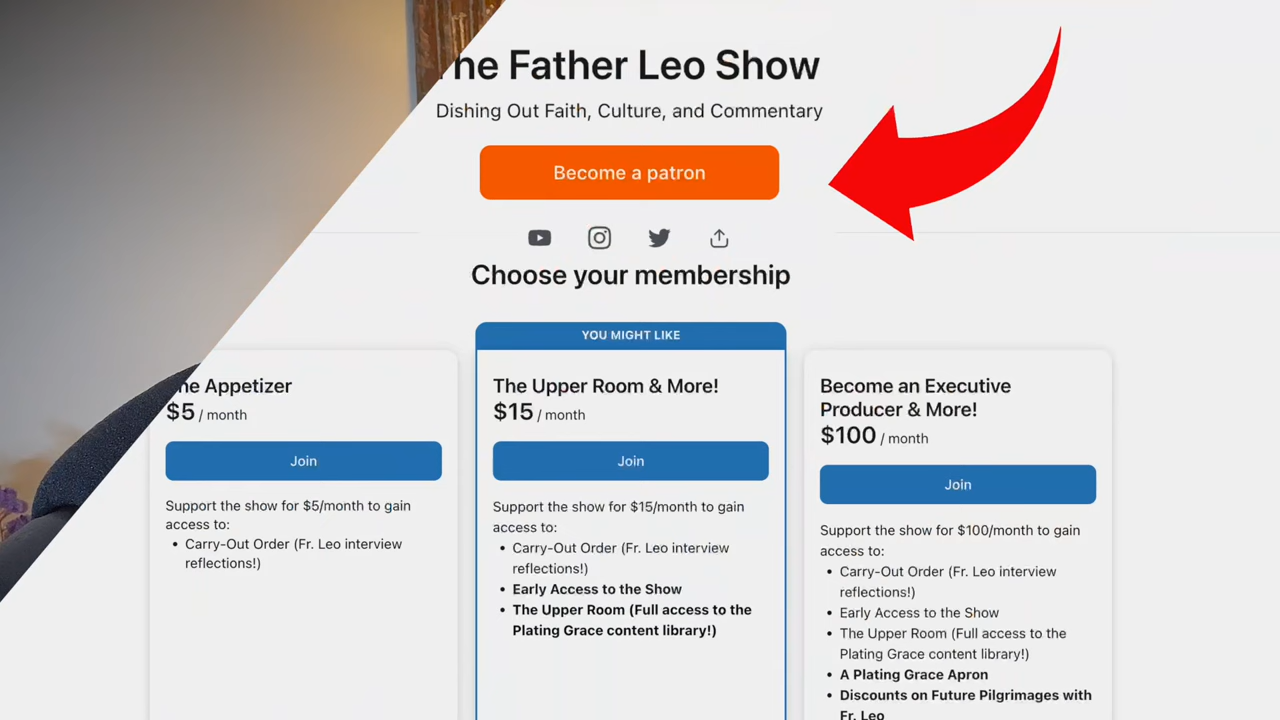 he Father Leo Show
Dishing Out Faith, Culture, and Commentary
Become a patron
Choose your membership
he Appetizer
$5 / month
Join
Support the show for $5/month to gain
access to:
• Carry-Out Order (Fr. Leo interview
reflections!)
YOU MIGHT LIKE
The Upper Room & More!
$15 / month
Join
Support the show for $15/month to gain
access to:
• Carry-Out Order (Fr. Leo interview
reflections!)
• Early Access to the Show
• The Upper Room (Full access to the
Plating Grace content library!)
Become an Executive
Producer & More!
$100 / month
Join
Support the show for $100/month to gain
access to:
• Carry-Out Order (Fr. Leo interview
reflections!)
• Early Access to the Show
• The Upper Room (Full access to the
Plating Grace content library!)
• A Plating Grace Apron
• Discounts on Future Pilgrimages with
Fr. Leo